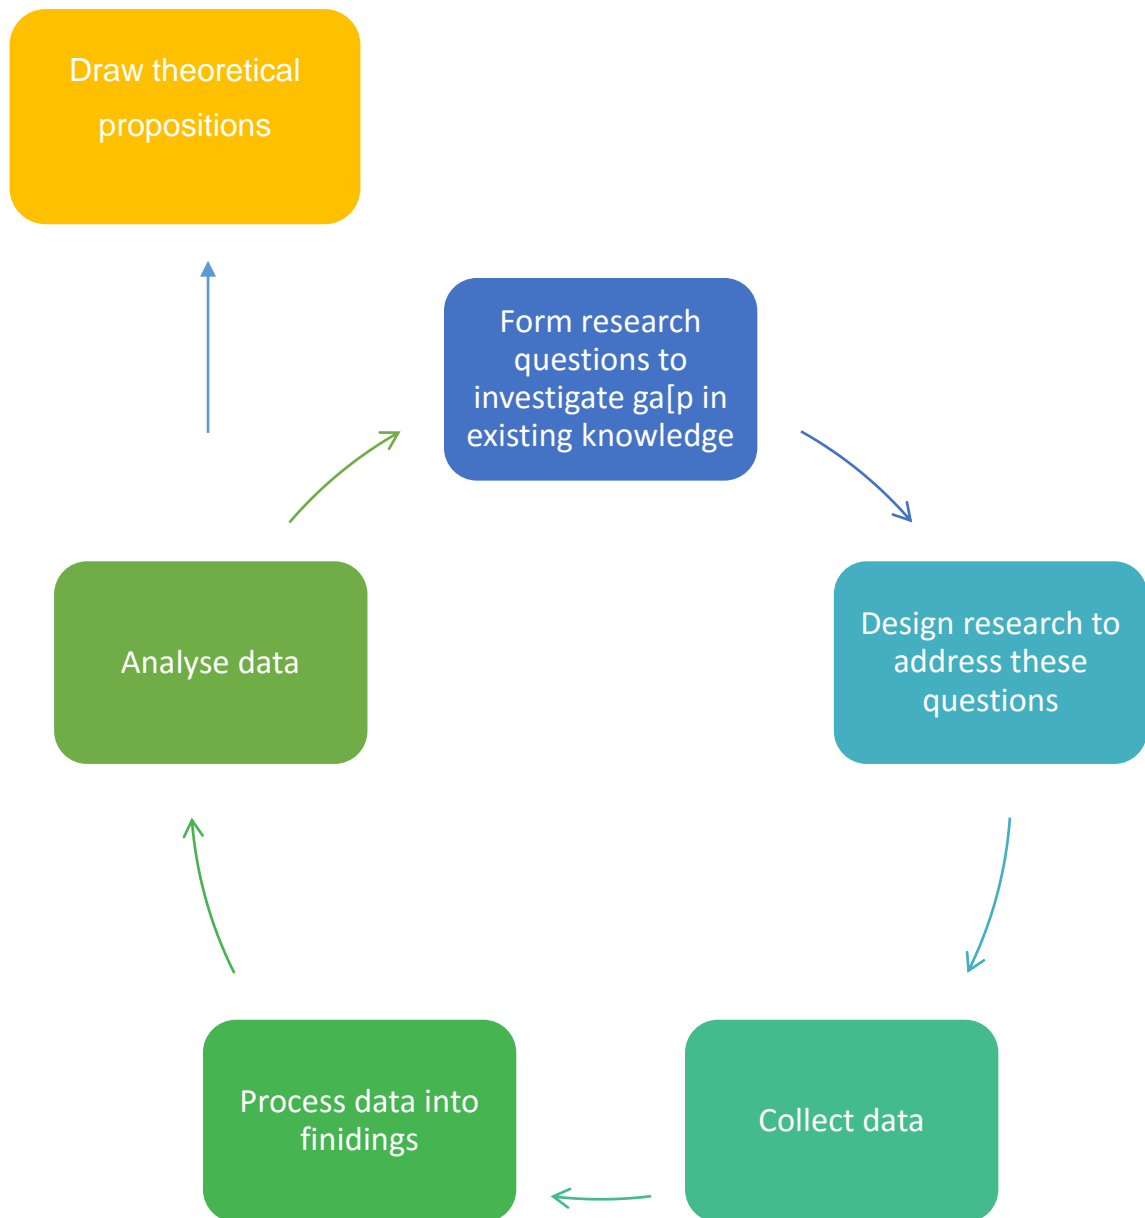 Draw theoretical
propositions
Form research
questions to
investigate ga[p in
existing knowledge
Design research to
address these
questions
Collect data
Process data into
finidings
Analyse data